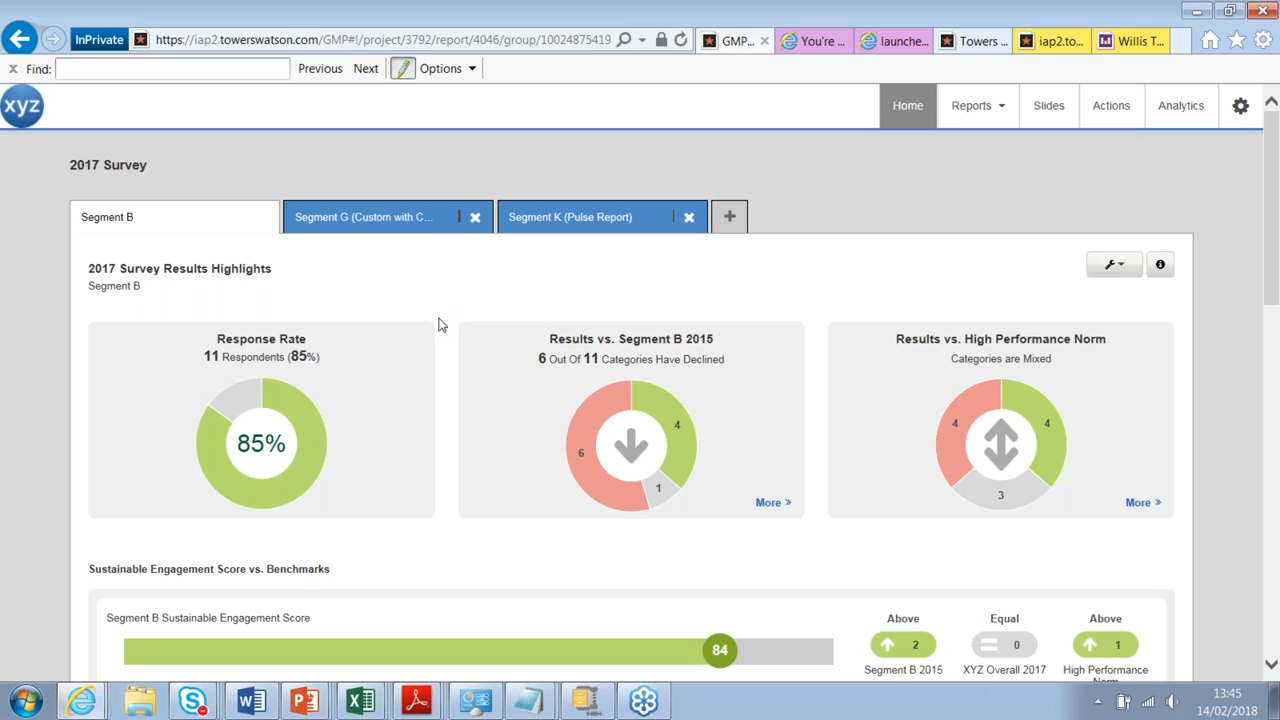 InPrivate
https://iap2.towerswatson.com/GMP#!/project/3792/report/4046/group/10024875419
GMP...
You're ...
launche...
Towers ...
iap2.to...
Willis T...
x Find:
Previous
Next
Options
xyz
Home
Reports
Slides
Actions
Analytics
2017 Survey
Segment B
Segment G (Custom with C...
Segment K (Pulse Report)
+
2017 Survey Results Highlights
Segment B
Response Rate
11 Respondents (85%)
85%
Results vs. Segment B 2015
6 Out Of 11 Categories Have Declined
4
6
1
More »
Results vs. High Performance Norm
Categories are Mixed
4
4
3
More »
Sustainable Engagement Score vs. Benchmarks
Segment B Sustainable Engagement Score
84
Above
2
Segment B 2015
Equal
0
XYZ Overall 2017
Above
1
High Performance
Norm
13:45
14/02/2018